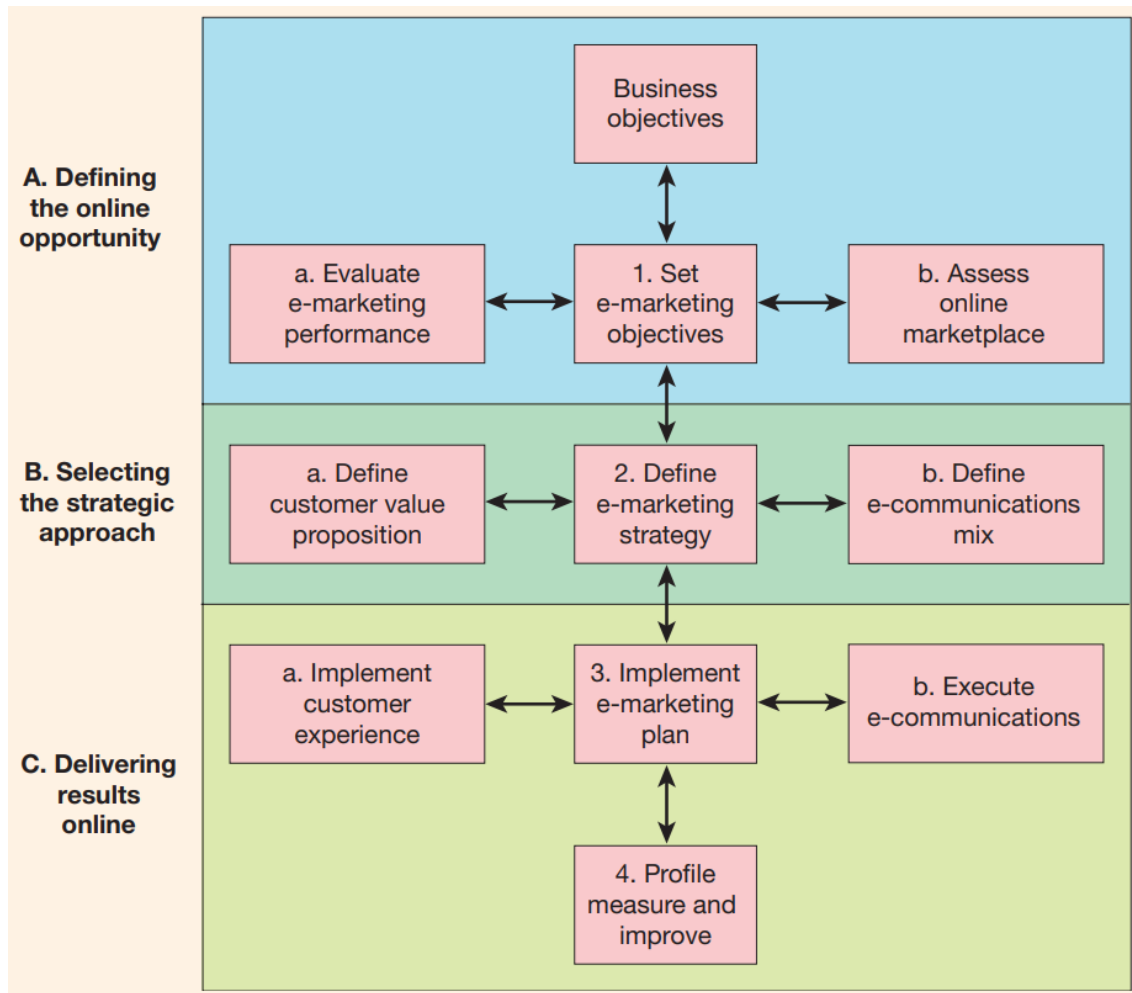 Business
objectives
A. Defining
the online
opportunity
a. Evaluate
e-marketing
performance
1. Set
e-marketing
objectives
b. Assess
online
marketplace
B. Selecting
the strategic
approach
a. Define
customer value
proposition
2. Define
e-marketing
strategy
b. Define
e-communications
mix
a. Implement
customer
experience
3. Implement
e-marketing
plan
b. Execute
e-communications
C. Delivering
results
online
4. Profile
measure and
improve